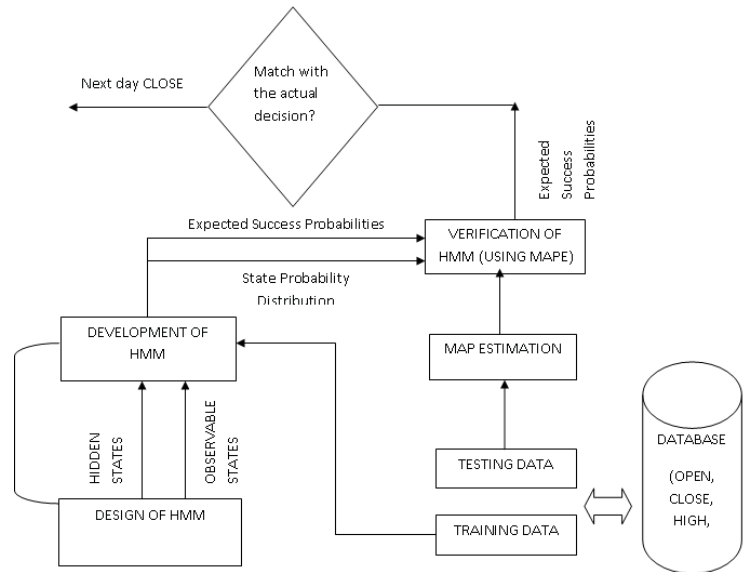 Next day CLOSE
Match with
the actual
decision?
Expected
Success
Probabilities
Expected Success Probabilities
VERIFICATION OF
HMM (USING MAPE)
State Probability
Distribution
DEVELOPMENT OF
HMM
MAP ESTIMATION
HIDDEN
STATES
OBSERVABLE
STATES
DATABASE
(OPEN,
CLOSE,
HIGH,
TESTING DATA
DESIGN OF HMM
TRAINING DATA